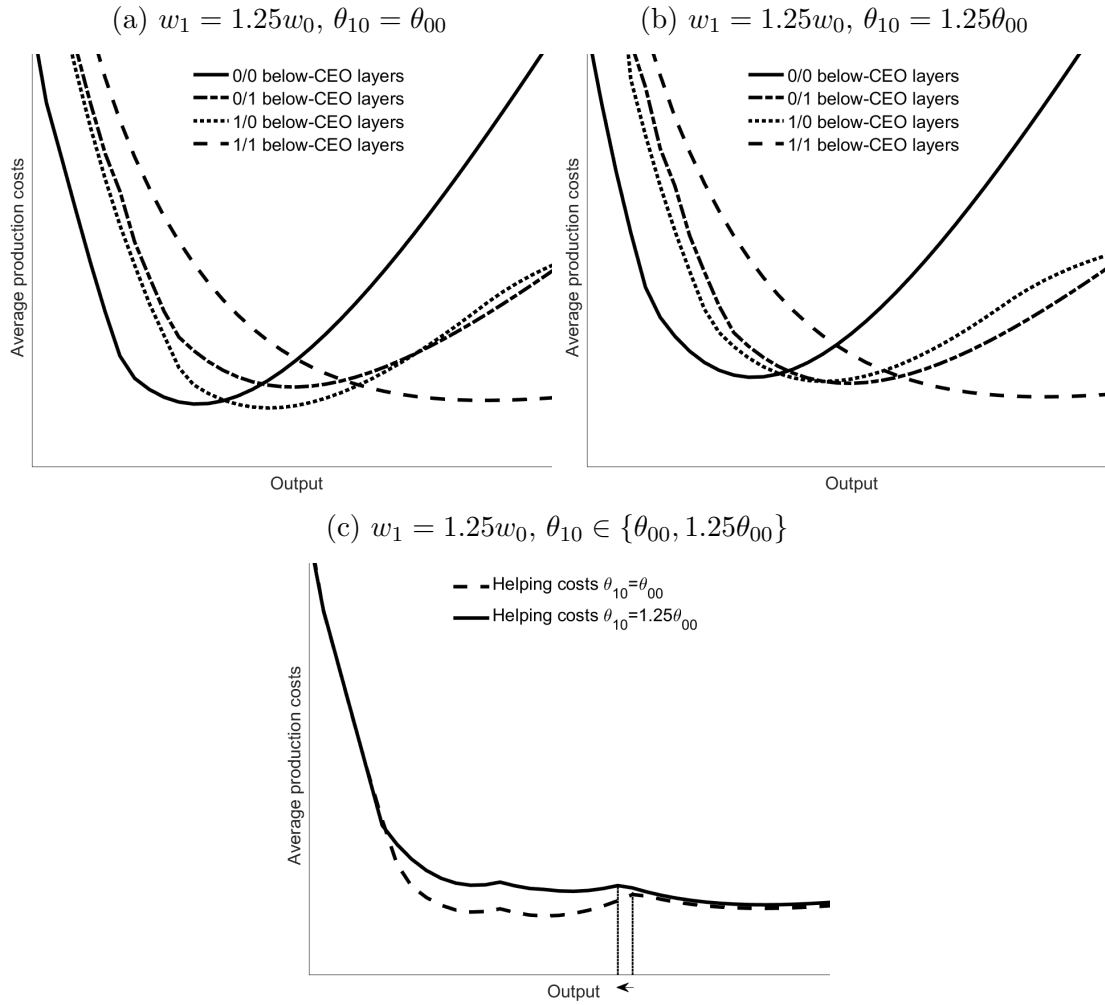 (a) w₁ = 1.25w₀, θ₁₀ = θ₀₀
0/0 below-CEO layers
0/1 below-CEO layers
1/0 below-CEO layers
1/1 below-CEO layers
Average production costs
Output
(b) w₁ = 1.25w₀, θ₁₀ = 1.25θ₀₀
0/0 below-CEO layers
0/1 below-CEO layers
1/0 below-CEO layers
1/1 below-CEO layers
Average production costs
Output
(c) w₁ = 1.25w₀, θ₁₀ ∈ {θ₀₀, 1.25θ₀₀}
Helping costs θ₁₀=θ₀₀
Helping costs θ₁₀=1.25θ₀₀
Average production costs
Output